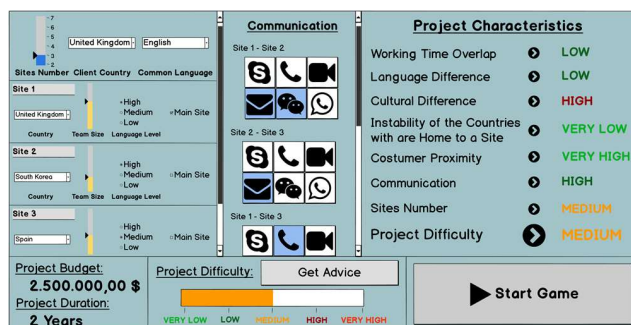 7
6
5
4
3
2
United Kingdom
English
Sites Number
Client Country
Common Language
Site 1
United Kingdom
High
Medium
Low
Main Site
Country
Team Size
Language Level
Site 2
South Korea
High
Medium
Low
Main Site
Country
Team Size
Language Level
Site 3
Spain
High
Medium
Low
Main Site
Communication
Site 1 - Site 2
Site 2 - Site 3
Site 1 - Site 3
Project Characteristics
Working Time Overlap LOW
Language Difference LOW
Cultural Difference HIGH
Instability of the Countries
with are Home to a Site VERY LOW
Costumer Proximity VERY HIGH
Communication HIGH
Sites Number MEDIUM
Project Difficulty MEDIUM
Project Budget:
2.500.000,00 $
Project Duration:
2 Years
Project Difficulty:
Get Advice
VERY LOW LOW MEDIUM HIGH VERY HIGH
Start Game